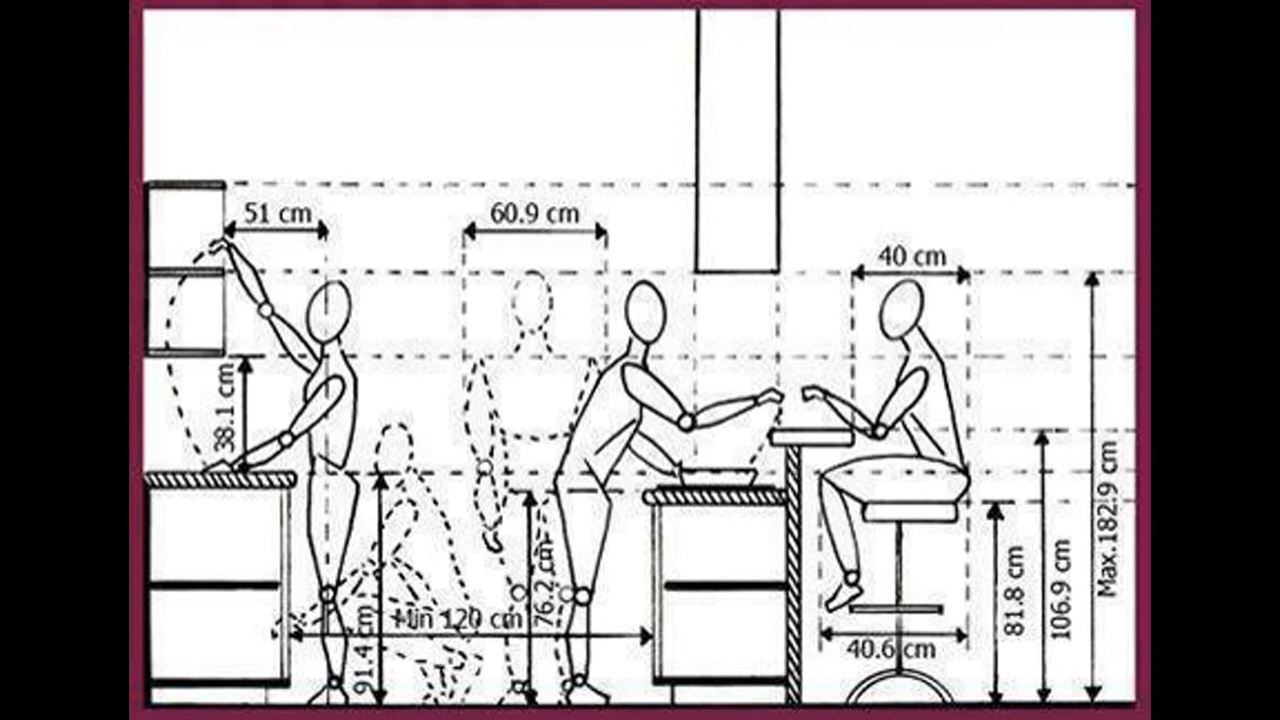 51 cm
60.9 cm
40 cm
38.1 cm
91.4 cm
Min 120 cm
76.2 cm
40.6 cm
81.8 cm
106.9 cm
Max.182.9 cm